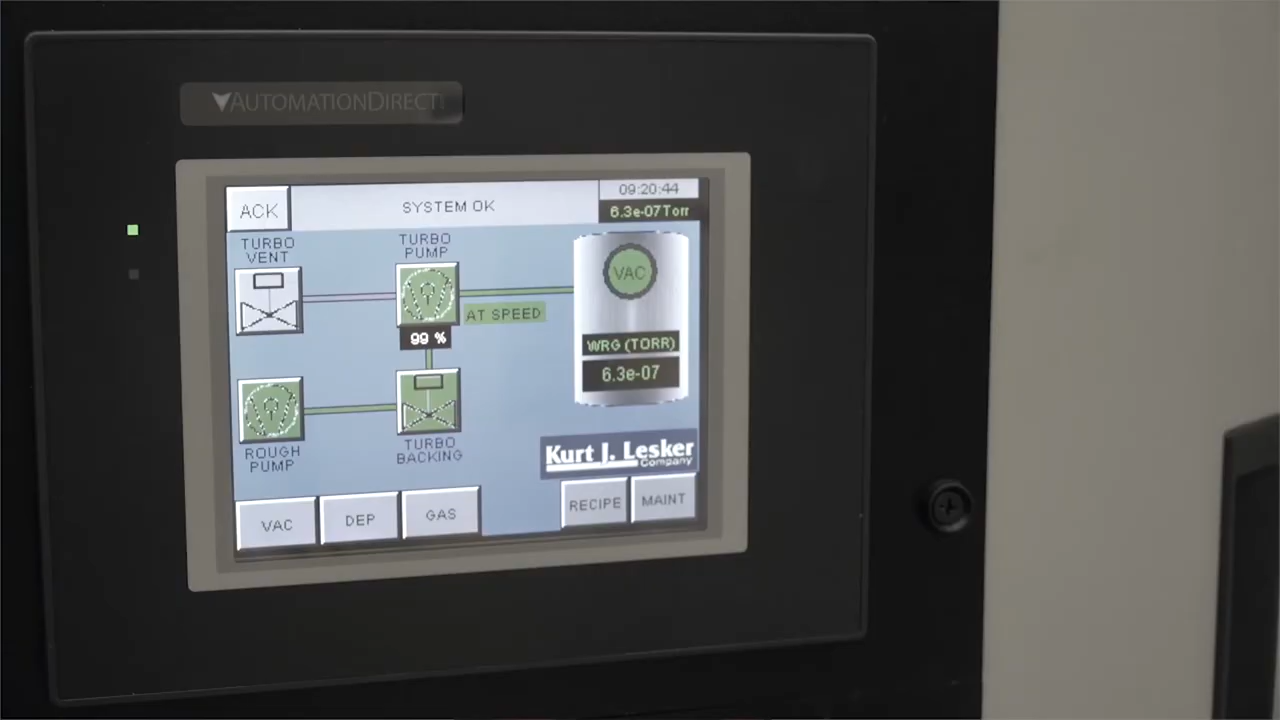 AUTOMATIONDIRECT
ACK
SYSTEM OK
09:20:44
6.3e-07Torr
TURBO
VENT
TURBO
PUMP
VAC
AT SPEED
99 %
WRG (TORR)
6.3e-07
ROUGH
PUMP
TURBO
BACKING
Kurt J. Lesker
Company
VAC
DEP
GAS
RECIPE
MAINT